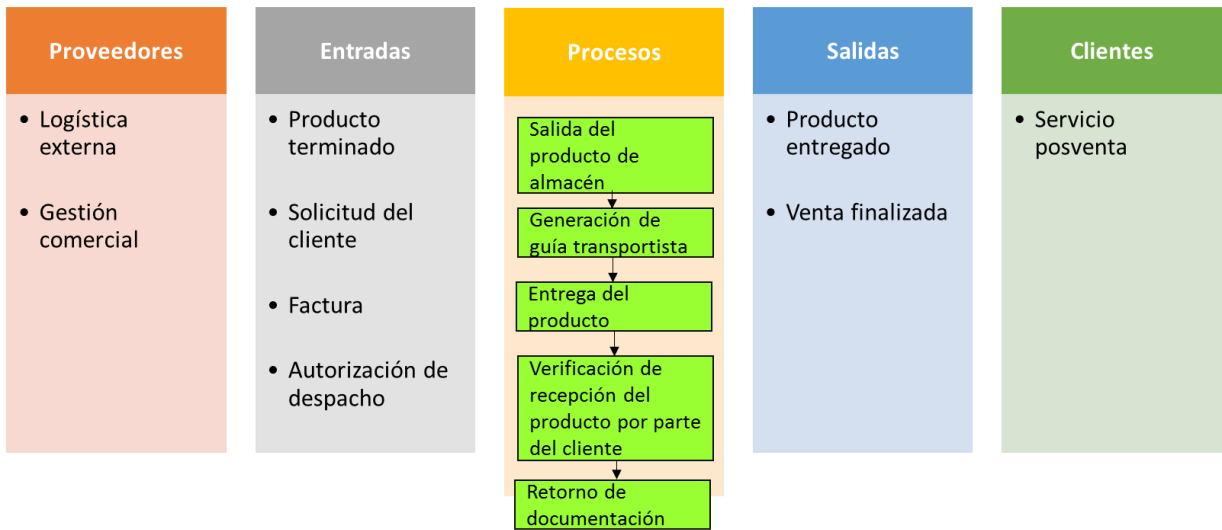 Proveedores
• Logística
externa
• Gestión
comercial
Entradas
• Producto
terminado
• Solicitud del
cliente
• Factura
• Autorización de
despacho
Procesos
Salida del
producto de
almacén
Generación de
guía transportista
Entrega del
producto
Verificación de
recepción del
producto por parte
del cliente
Retorno de
documentación
Salidas
• Producto
entregado
• Venta finalizada
Clientes
• Servicio
posventa